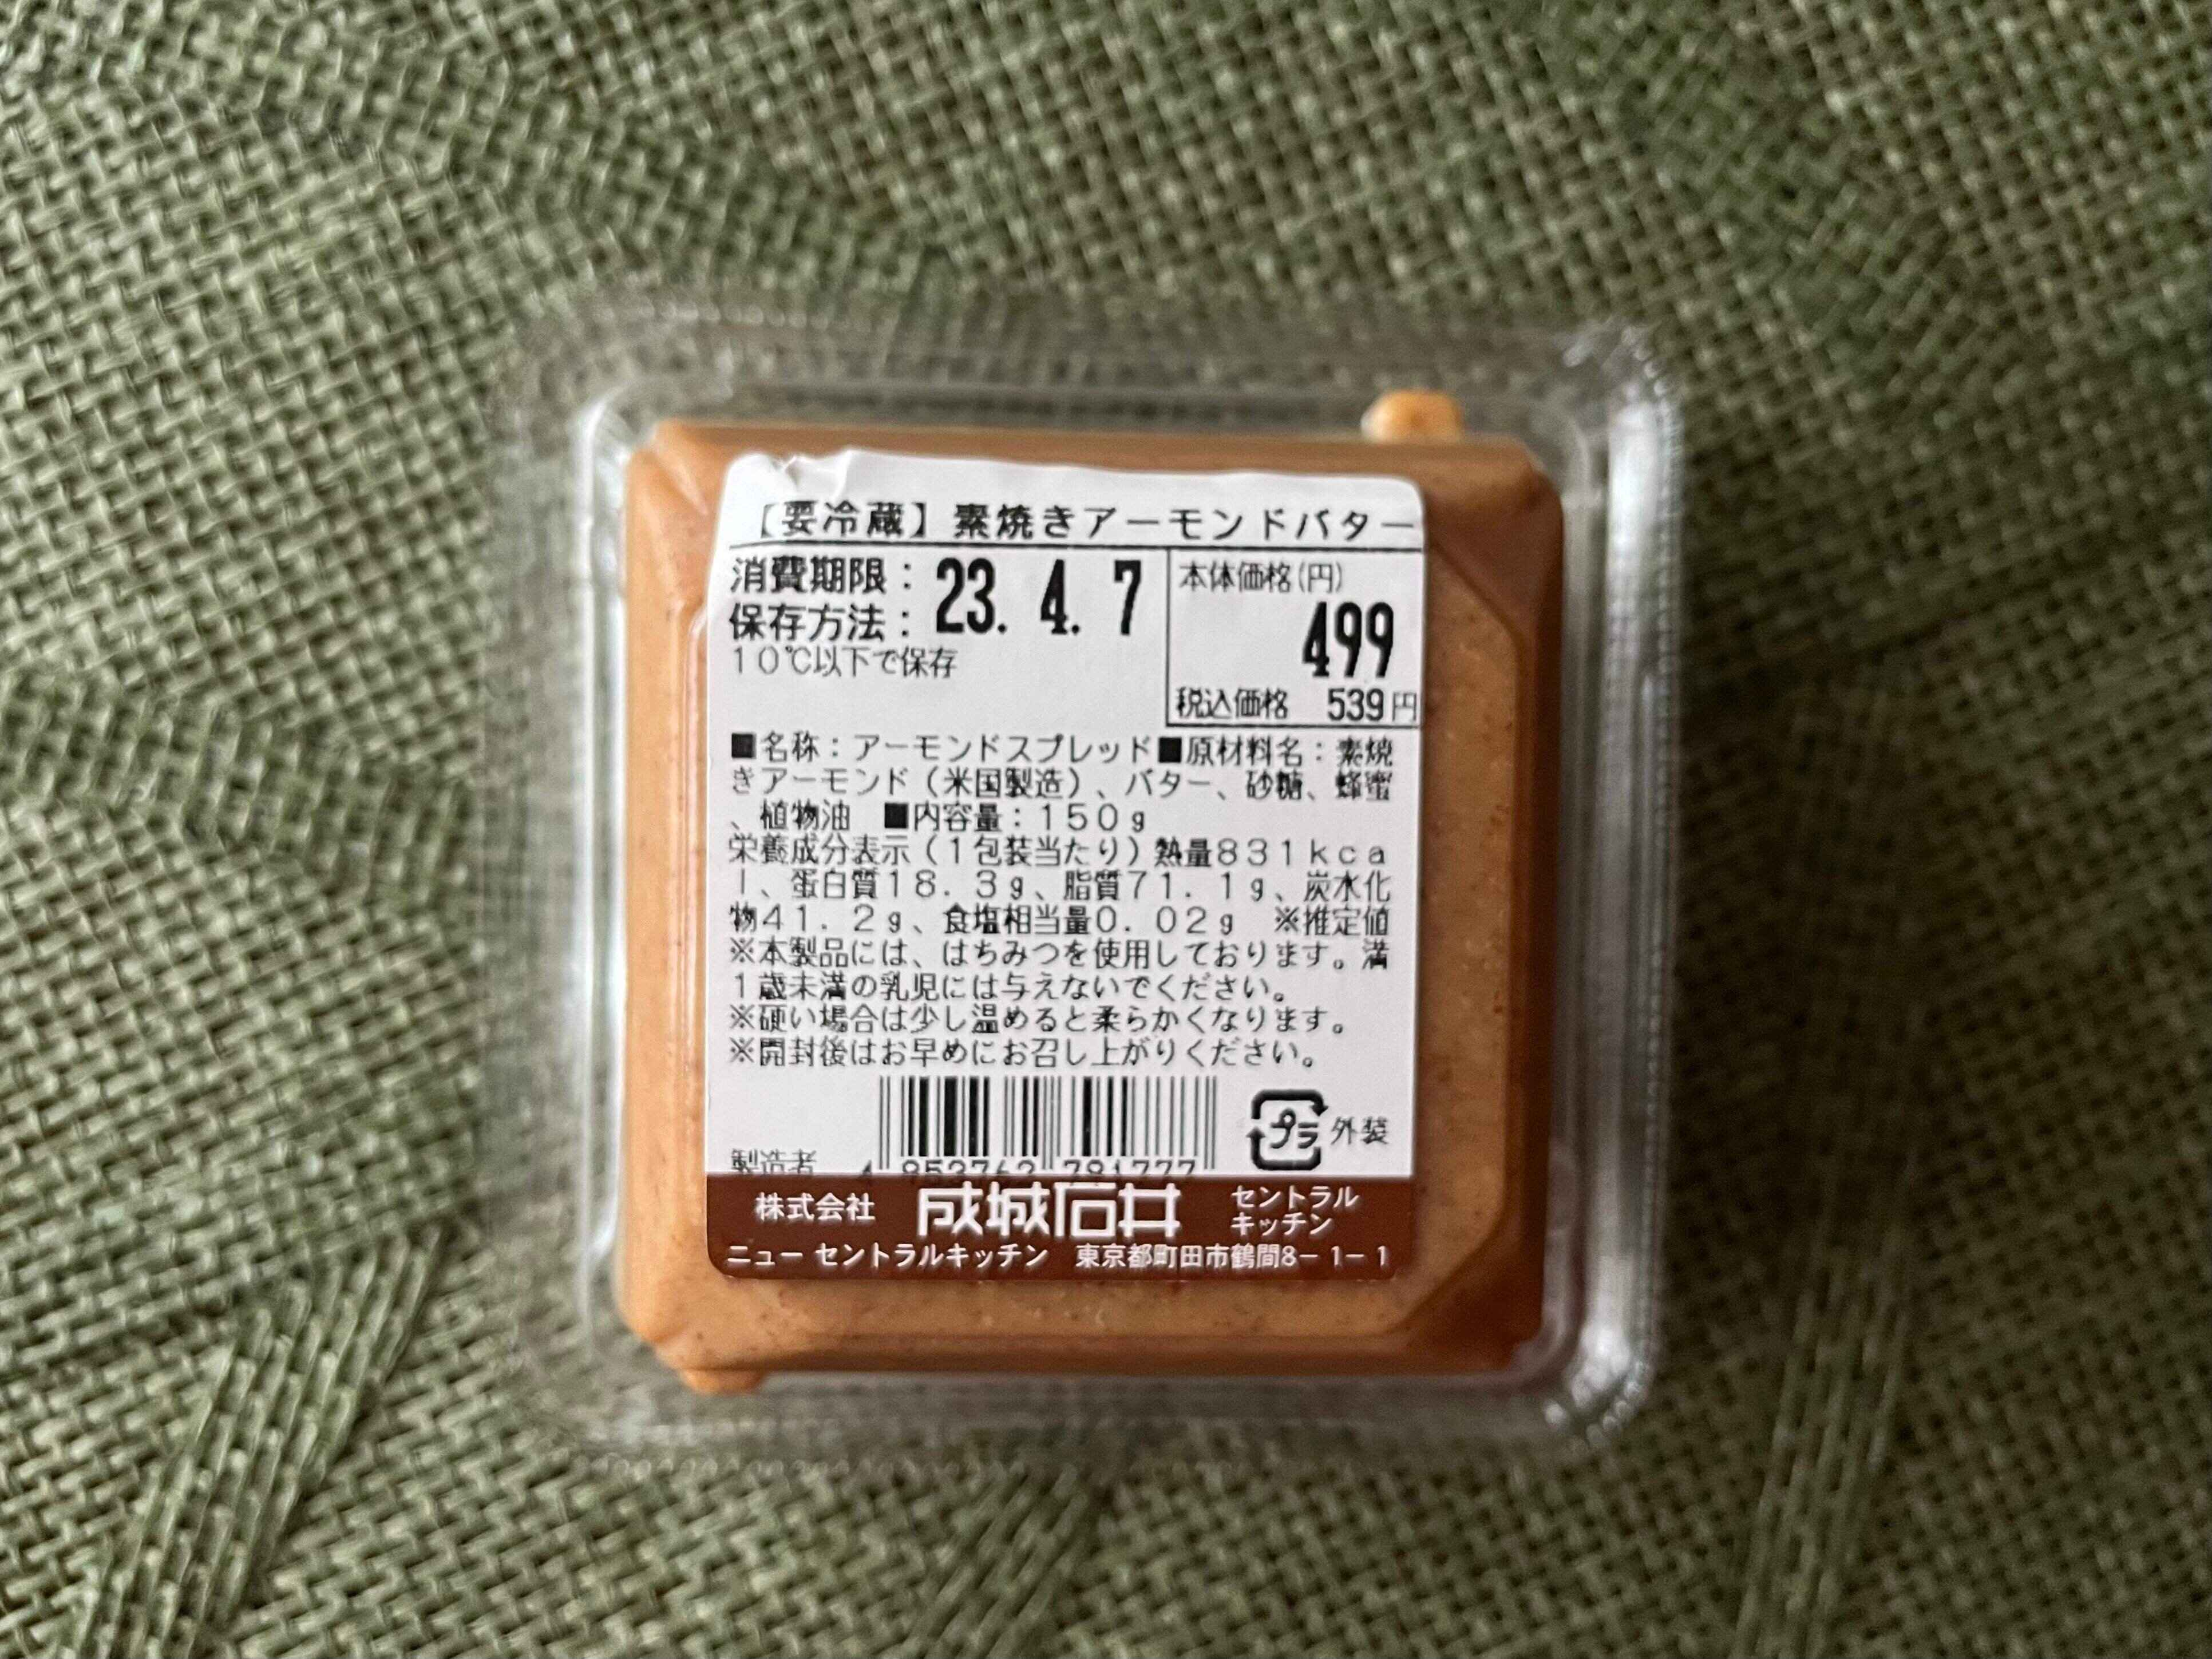 【要冷蔵】素焼きアーモンドバター
消費期限：23. 4. 7
保存方法：
10℃以下で保存
本体価格(円)
499
税込価格 539円
■名称：アーモンドスプレッド■原材料名：素焼
きアーモンド（米国製造）、バター、砂糖、蜂蜜
、植物油 ■内容量：150g
栄養成分表示（1包装当たり）熱量831kca
l、蛋白質18.3g、脂質71.1g、炭水化
物41.2g、食塩相当量0.02g ※推定値
※本製品には、はちみつを使用しております。満
1歳未満の乳児には与えないでください。
※硬い場合は少し温めると柔らかくなります。
※開封後はお早めにお召し上がりください。
プラ 外装
製造者 4 953762 781777
株式会社 成城石井 セントラル
キッチン
ニュー セントラルキッチン 東京都町田市鶴間8－1－1